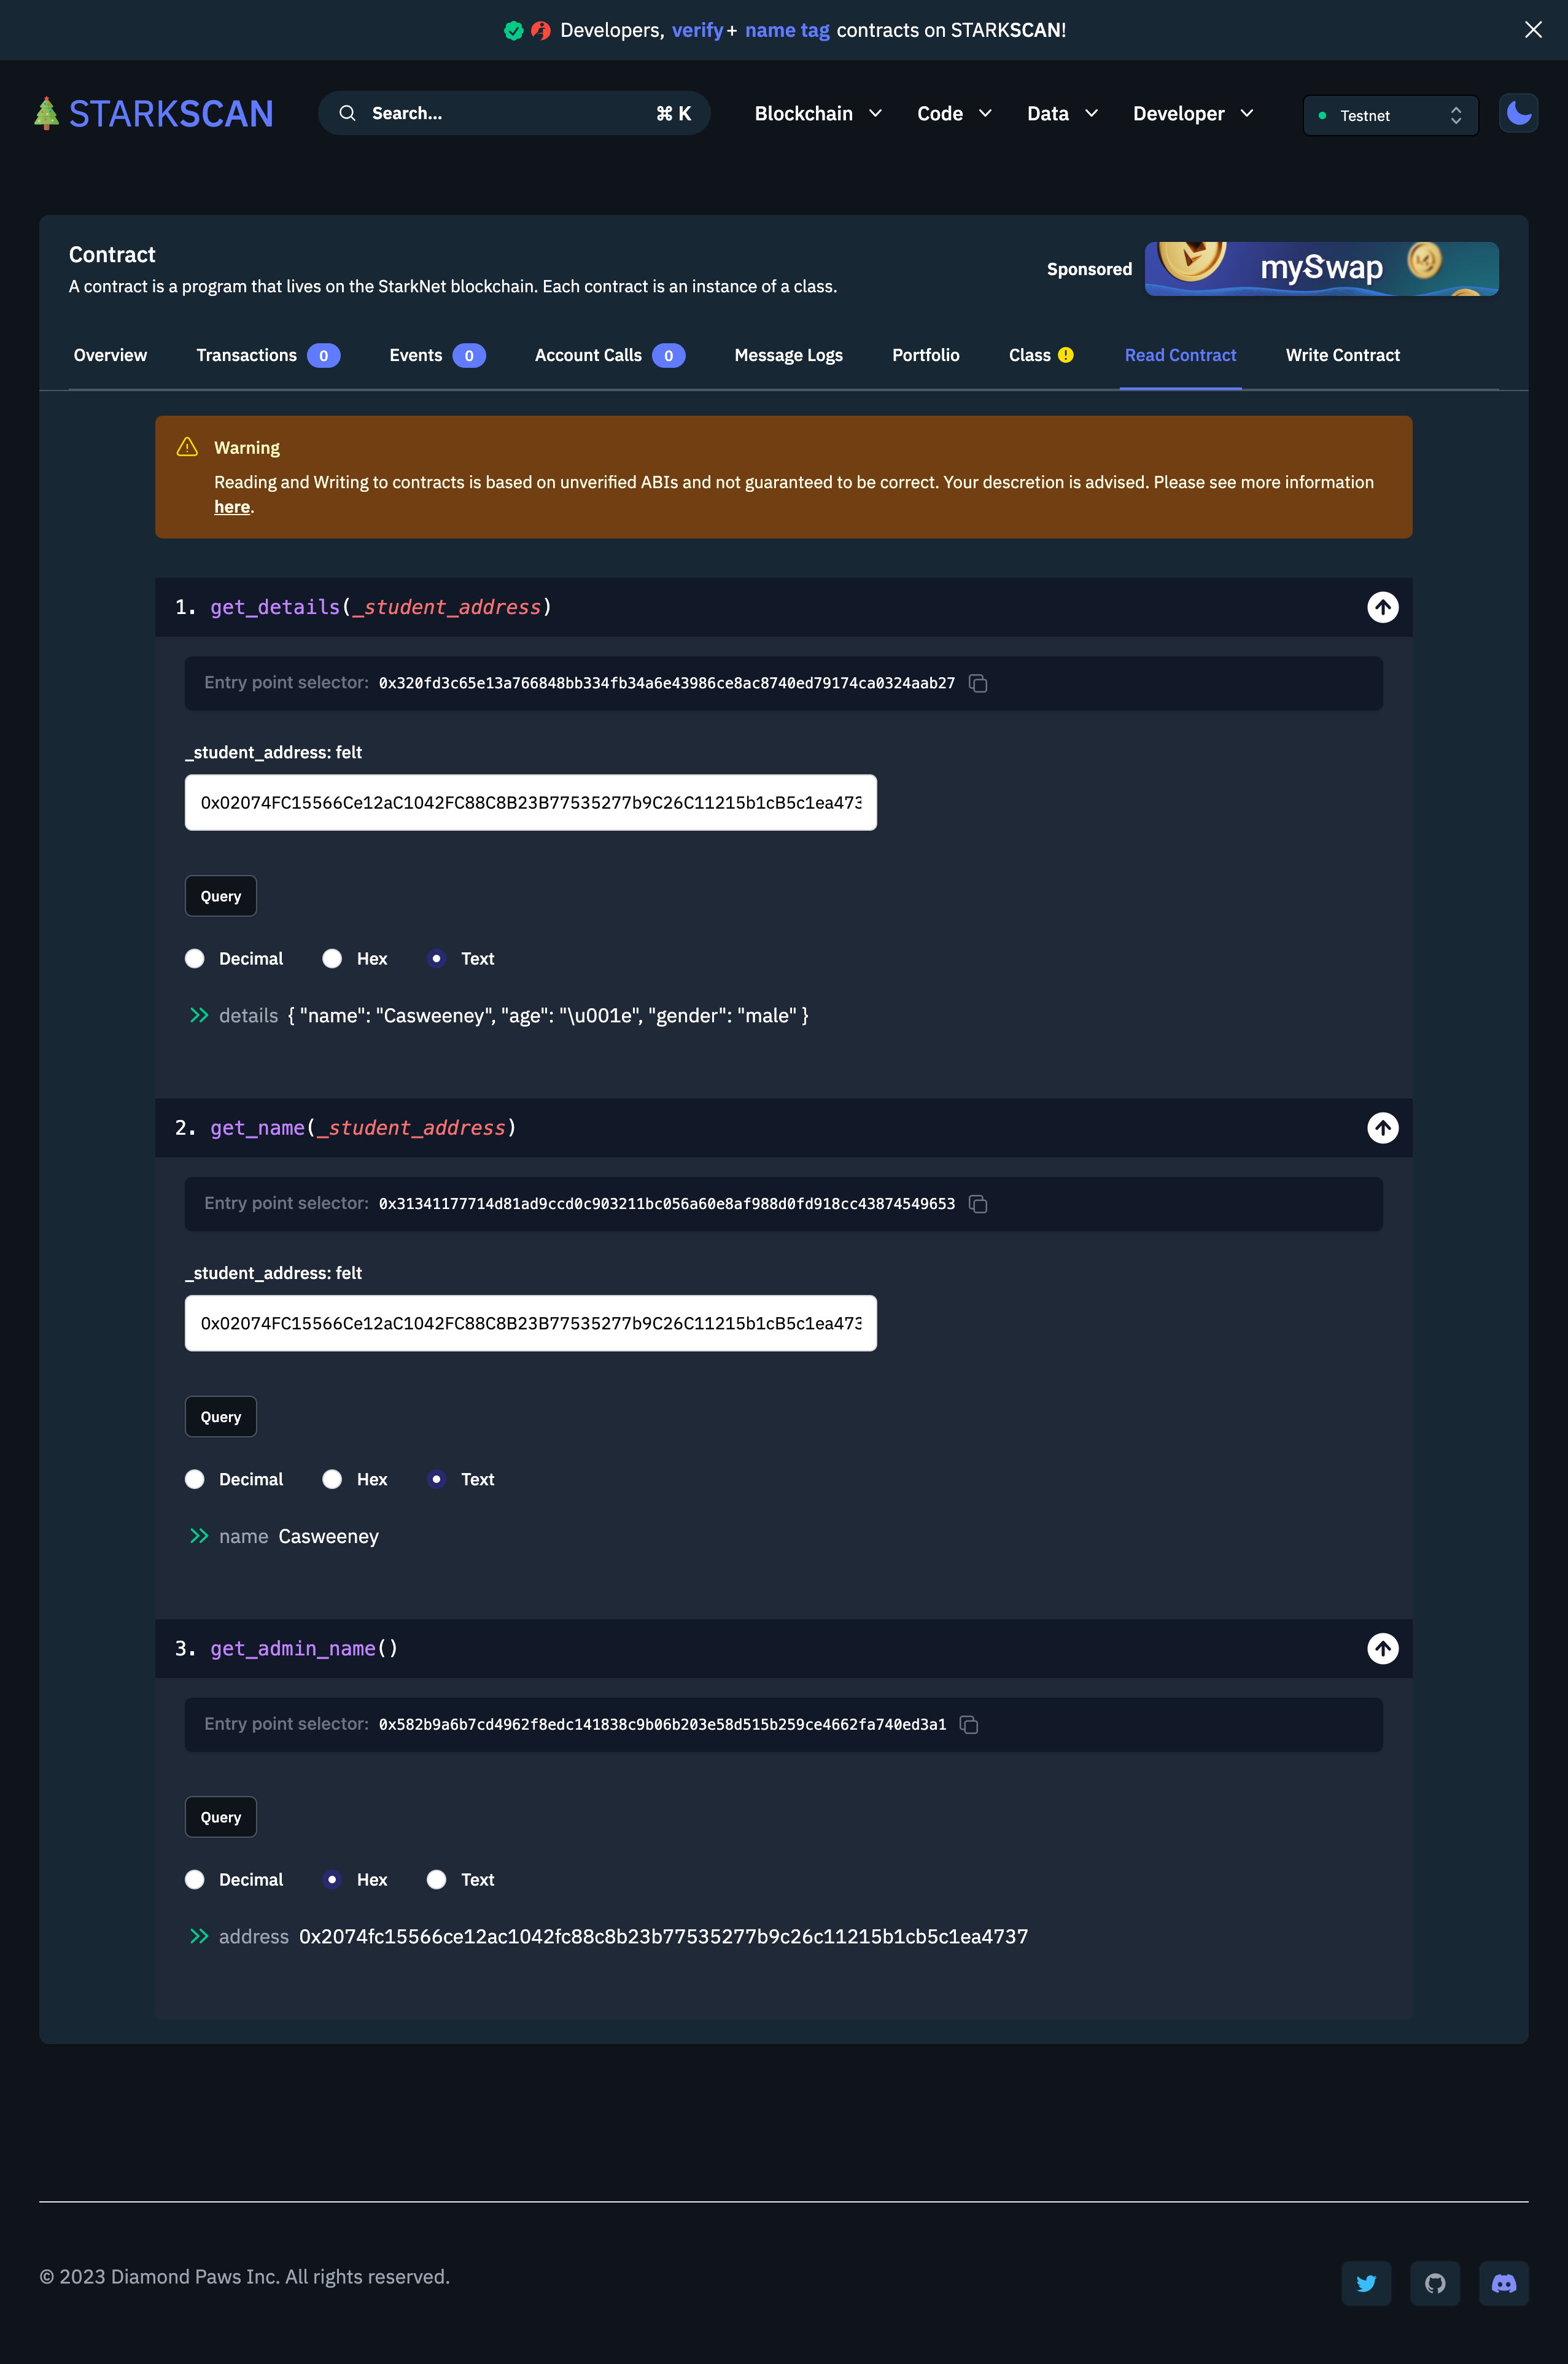 Developers, verify+ name tag contracts on STARKSCAN!
STARKSCAN
Search...
⌘ K
Blockchain
Code
Data
Developer
Testnet
Contract
A contract is a program that lives on the StarkNet blockchain. Each contract is an instance of a class.
Sponsored
mySwap
Overview
Transactions 0
Events 0
Account Calls 0
Message Logs
Portfolio
Class
Read Contract
Write Contract
Warning
Reading and Writing to contracts is based on unverified ABIs and not guaranteed to be correct. Your descretion is advised. Please see more information
here.
1. get_details(_student_address)
Entry point selector: 0x320fd3c65e13a766848bb334fb34a6e43986ce8ac8740ed79174ca0324aab27
_student_address: felt
0x02074FC15566Ce12aC1042FC88C8B23B77535277b9C26C11215b1cB5c1ea473
Query
Decimal
Hex
Text
details { "name": "Casweeney", "age": "\u001e", "gender": "male" }
2. get_name(_student_address)
Entry point selector: 0x31341177714d81ad9ccd0c903211bc056a60e8af988d0fd918cc43874549653
_student_address: felt
0x02074FC15566Ce12aC1042FC88C8B23B77535277b9C26C11215b1cB5c1ea473
Query
Decimal
Hex
Text
name Casweeney
3. get_admin_name()
Entry point selector: 0x582b9a6b7cd4962f8edc141838c9b06b203e58d515b259ce4662fa740ed3a1
Query
Decimal
Hex
Text
address 0x2074fc15566ce12ac1042fc88c8b23b77535277b9c26c11215b1cb5c1ea4737
© 2023 Diamond Paws Inc. All rights reserved.